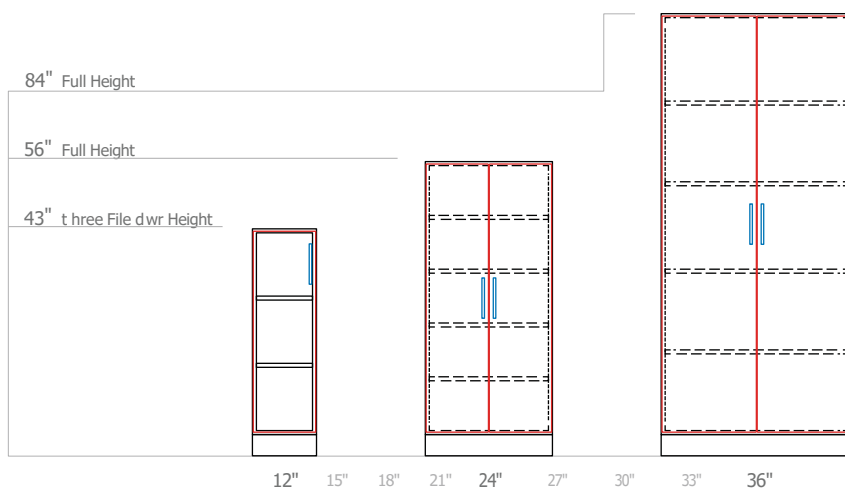 84" Full Height
56" Full Height
43" t hree File d wr Height
12" 15" 18" 21" 24" 27" 30" 33" 36"